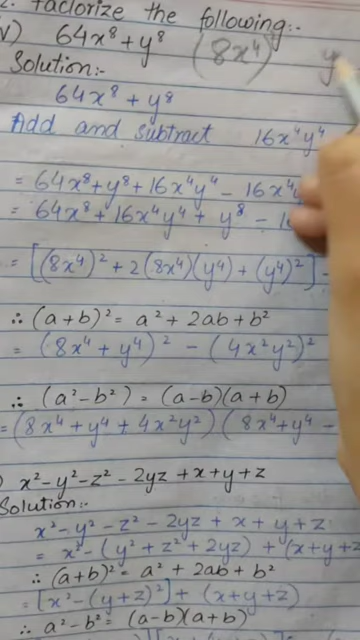 2. factorize the following:-
v) 64x⁸ + y⁸ (8x⁴) y
Solution:-
64x⁸ + y⁸
Add and subtract 16x⁴y⁴
= 64x⁸ + y⁸ + 16x⁴y⁴ - 16x⁴y
= 64x⁸ + 16x⁴y⁴ + y⁸ - 1
= [(8x⁴)² + 2(8x⁴)(y⁴) + (y⁴)²] -
∴ (a+b)² = a² + 2ab + b²
= (8x⁴ + y⁴)² - (4x²y²)²
∴ (a² - b²) = (a-b)(a+b)
= (8x⁴ + y⁴ + 4x²y²) (8x⁴ + y⁴ -
) x² - y² - z² - 2yz + x + y + z
Solution:-
x² - y² - z² - 2yz + x + y + z
= x² - (y² + z² + 2yz) + (x + y + z
∴ (a+b)² = a² + 2ab + b²
= [x² - (y+z)²] + (x+y+z)
∴ a² - b² = (a-b)(a+b)